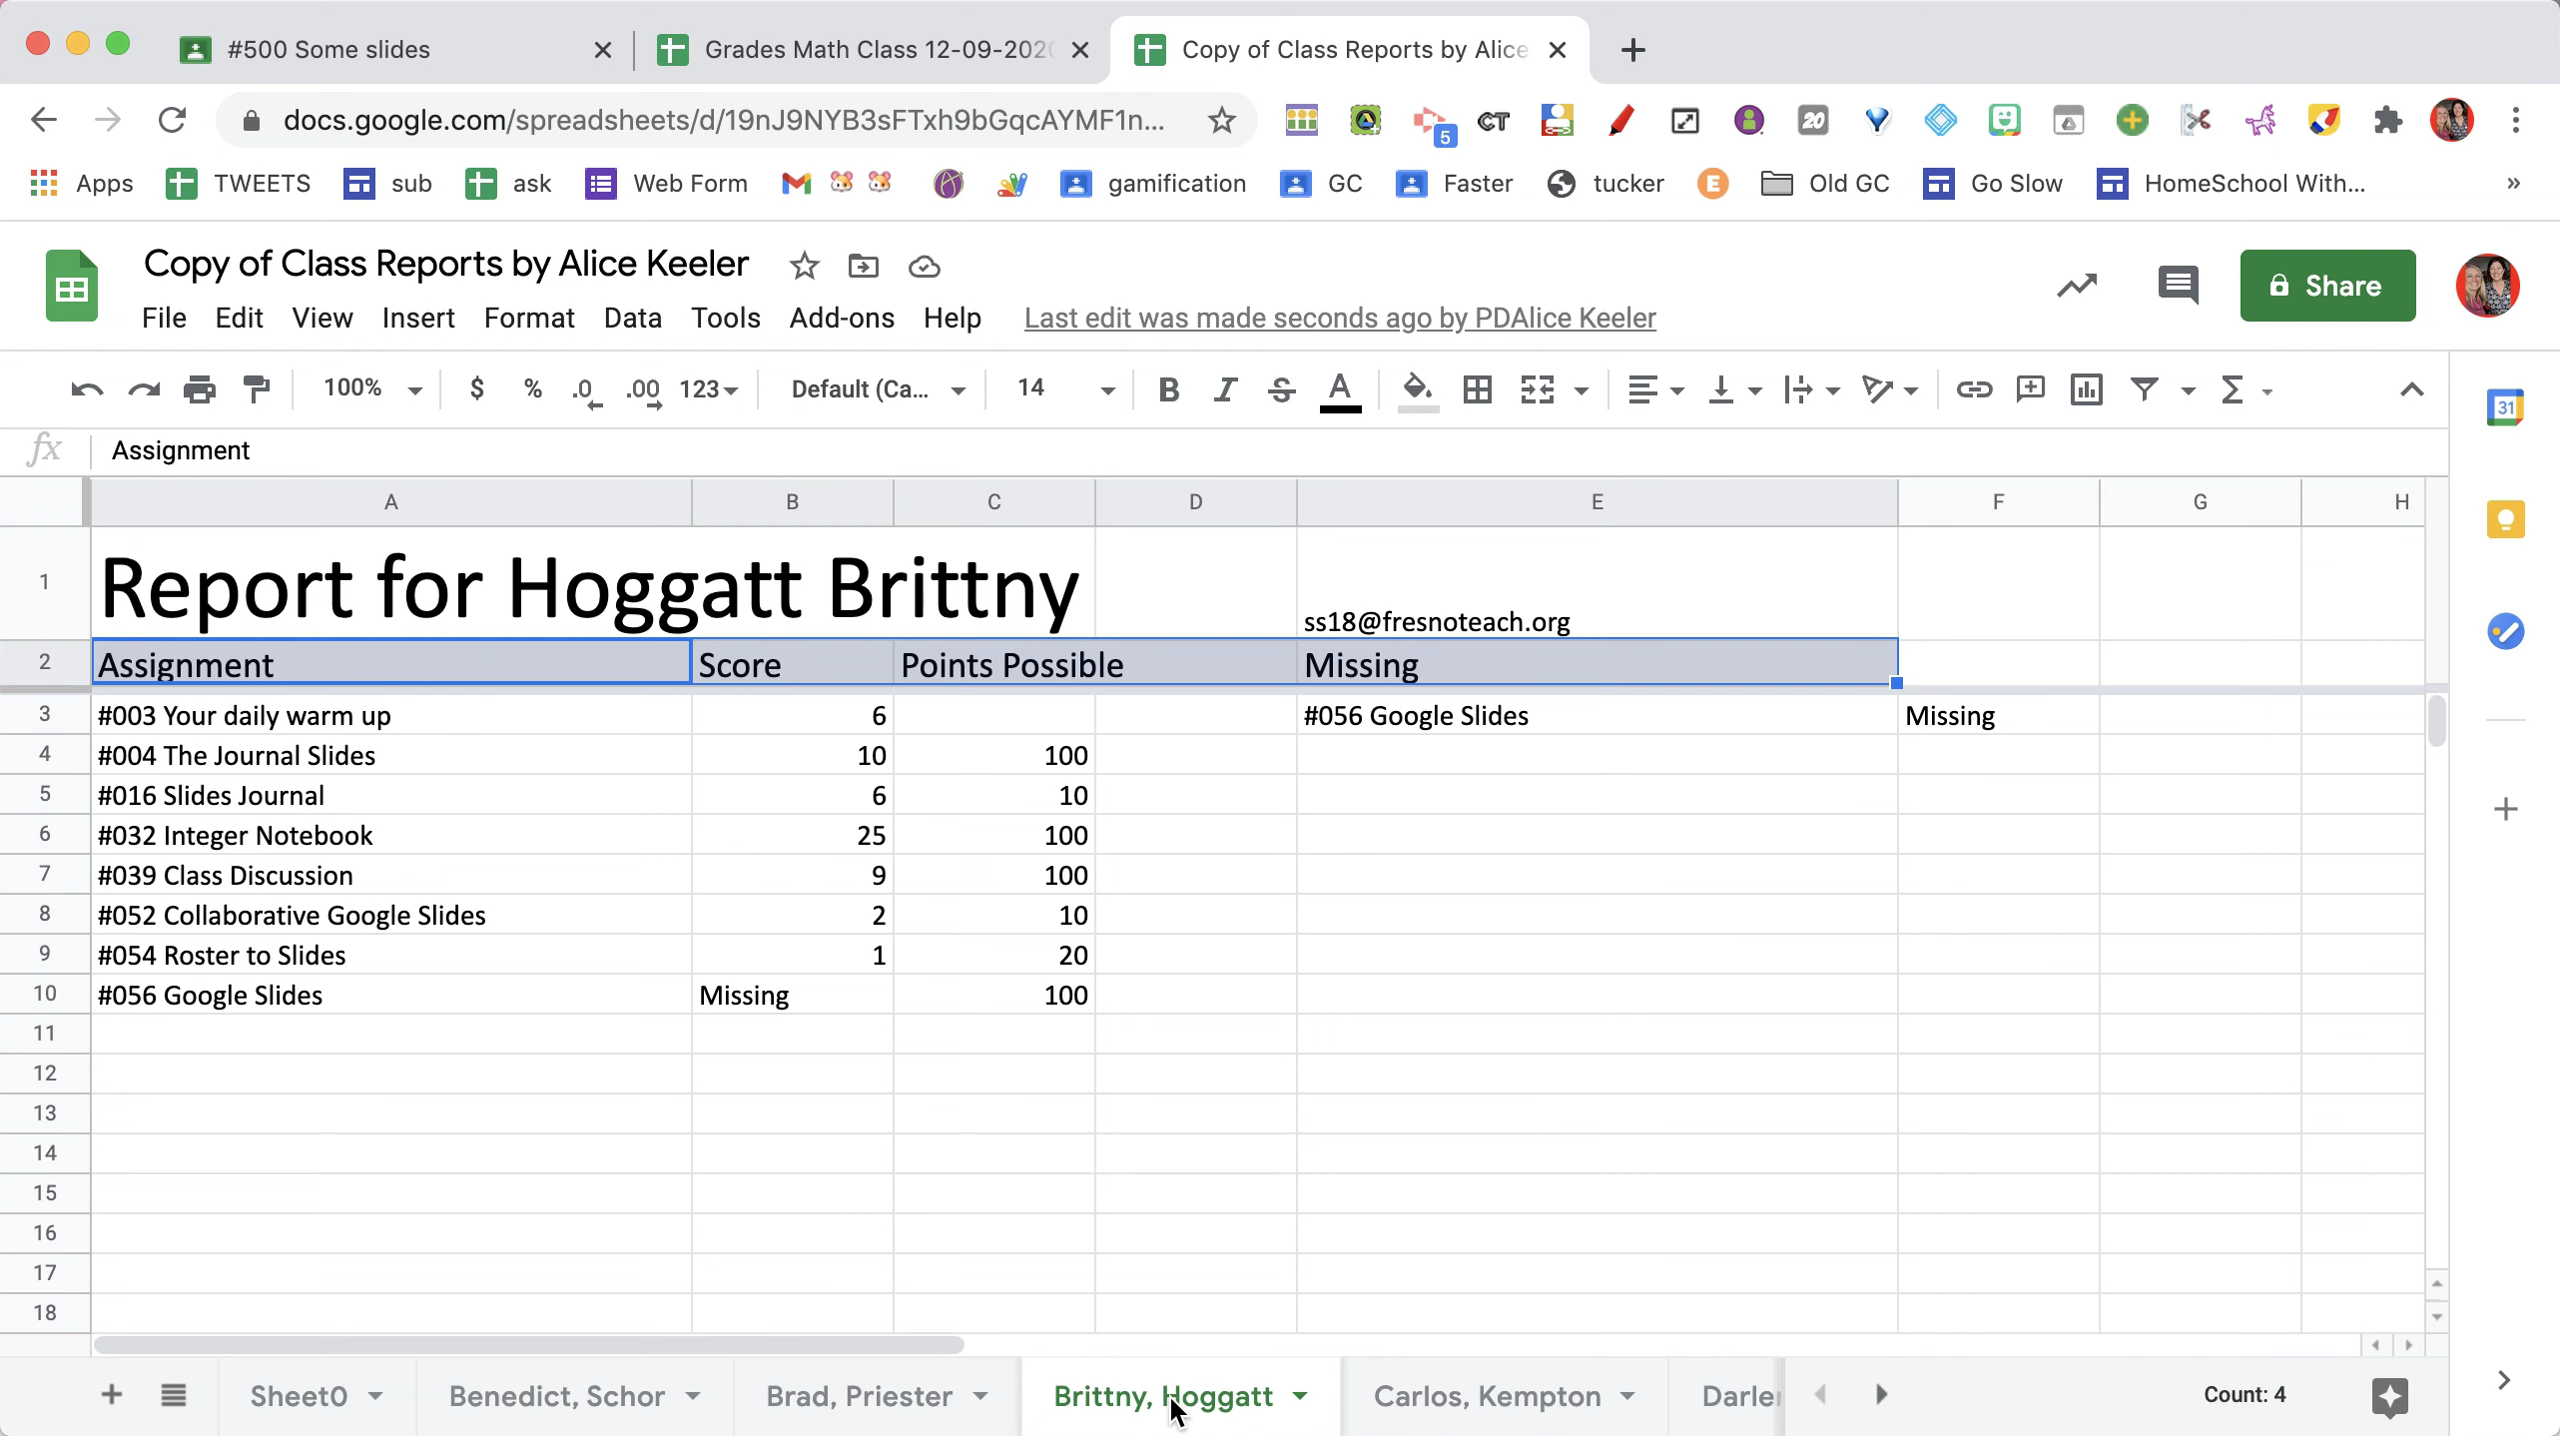 #500 Some slides
Grades Math Class 12-09-202
Copy of Class Reports by Alice
docs.google.com/spreadsheets/d/19nJ9NYB3sFTxh9bGqcAYMF1n...
5
CT
20
Apps
TWEETS
sub
ask
Web Form
gamification
GC
Faster
tucker
E
Old GC
Go Slow
HomeSchool With...
»
Copy of Class Reports by Alice Keeler
Share
File Edit View Insert Format Data Tools Add-ons Help Last edit was made seconds ago by PDAlice Keeler
100% $ % .0 .00 123 Default (Ca... 14 B I S A Σ
31
fx Assignment
A B C D E F G H
1 Report for Hoggatt Brittny ss18@fresnoteach.org
2 Assignment Score Points Possible Missing
3 #003 Your daily warm up 6 #056 Google Slides Missing
4 #004 The Journal Slides 10 100
5 #016 Slides Journal 6 10
6 #032 Integer Notebook 25 100
7 #039 Class Discussion 9 100
8 #052 Collaborative Google Slides 2 10
9 #054 Roster to Slides 1 20
10 #056 Google Slides Missing 100
11
12
13
14
15
16
17
18
Sheet0 Benedict, Schor Brad, Priester Brittny, Hoggatt Carlos, Kempton Darle Count: 4